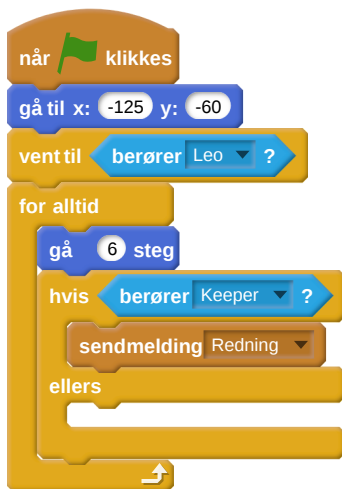 når klikkes
gå til x: -125 y: -60
vent til berører Leo ?
for alltid
gå 6 steg
hvis berører Keeper ?
sendmelding Redning
ellers